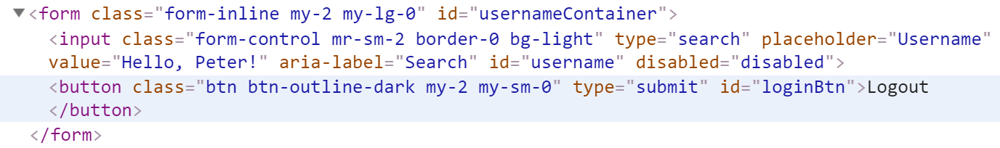 <form class="form-inline my-2 my-lg-0" id="usernameContainer">
<input class="form-control mr-sm-2 border-0 bg-light" type="search" placeholder="Username"
value="Hello, Peter!" aria-label="Search" id="username" disabled="disabled">
<button class="btn btn-outline-dark my-2 my-sm-0" type="submit" id="loginBtn">Logout
</button>
</form>